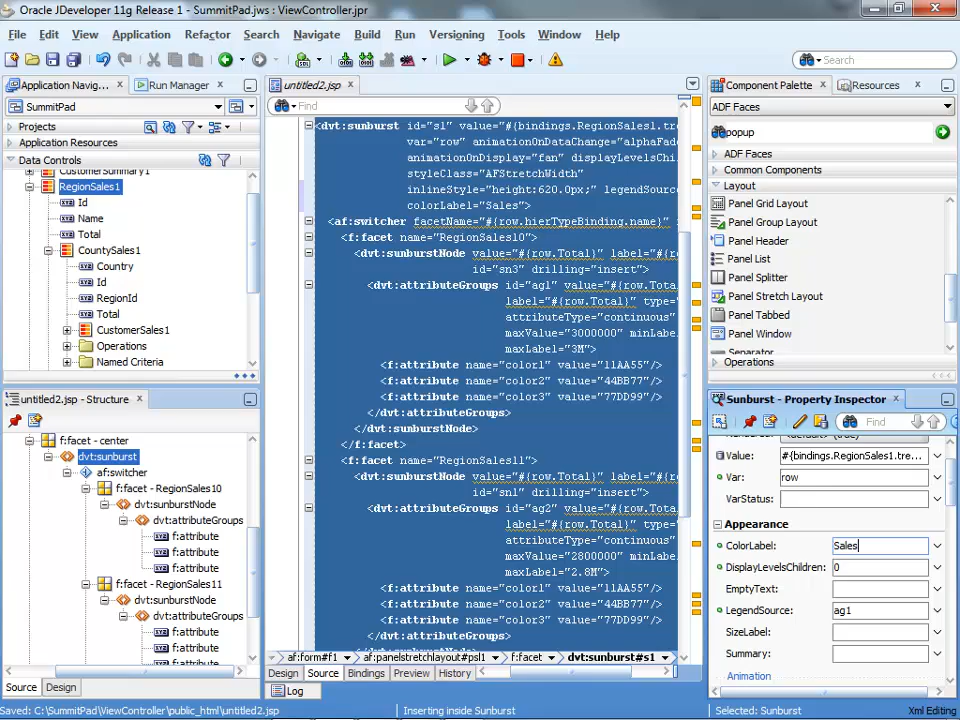 Oracle JDeveloper 11g Release 1 - SummitPad.jws : ViewController.jpr
File Edit View Application Refactor Search Navigate Build Run Versioning Tools Window Help
Search
Application Navig...
Run Manager
SummitPad
Projects
Application Resources
Data Controls
CustomerSummary1
RegionSales1
Id
Name
Total
CountySales1
Country
Id
RegionId
Total
CustomerSales1
Operations
Named Criteria
untitled2.jsp - Structure
f:facet - center
dvt:sunburst
af:switcher
f:facet - RegionSales10
dvt:sunburstNode
dvt:attributeGroups
f:attribute
f:attribute
f:attribute
f:facet - RegionSales11
dvt:sunburstNode
dvt:attributeGroups
f:attribute
f:attribute
f:attribute
Source Design
untitled2.jsp
Find
<dvt:sunburst id="s1" value="#{bindings.RegionSales1.tre
var="row" animationOnDataChange="alphaFade
animationOnDisplay="fan" displayLevelsChil
styleClass="AFStretchWidth"
inlineStyle="height:620.0px;" legendSource
colorLabel="Sales">
<af:switcher facetName="#{row.hierTypeBinding.name}"
<f:facet name="RegionSales10">
<dvt:sunburstNode value="#{row.Total}" label="#{ro
id="sn3" drilling="insert">
<dvt:attributeGroups id="ag1" value="#{row.Tota
label="#{row.Total}" type="
attributeType="continuous"
maxValue="3000000" minLabe
maxLabel="3M">
<f:attribute name="color1" value="11AA55"/>
<f:attribute name="color2" value="44BB77"/>
<f:attribute name="color3" value="77DD99"/>
</dvt:attributeGroups>
</dvt:sunburstNode>
</f:facet>
<f:facet name="RegionSales11">
<dvt:sunburstNode value="#{row.Total}" label="#{ro
id="sn1" drilling="insert">
<dvt:attributeGroups id="ag2" value="#{row.Tota
label="#{row.Total}" type="
attributeType="continuous"
maxValue="2800000" minLabe
maxLabel="2.8M">
<f:attribute name="color1" value="11AA55"/>
<f:attribute name="color2" value="44BB77"/>
<f:attribute name="color3" value="77DD99"/>
</dvt:attributeGroups>
af:form#f1 af:panelstretchlayout#psl1 f:facet dvt:sunburst#s1
Design Source Bindings Preview History
Log
Component Palette
Resources
ADF Faces
popup
ADF Faces
Common Components
Layout
Panel Grid Layout
Panel Group Layout
Panel Header
Panel List
Panel Splitter
Panel Stretch Layout
Panel Tabbed
Panel Window
Separator
Operations
Sunburst - Property Inspector
Find
Value: #{bindings.RegionSales1.tre...
Var: row
VarStatus:
Appearance
ColorLabel: Sales
DisplayLevelsChildren: 0
EmptyText:
LegendSource: ag1
SizeLabel:
Summary:
Animation
Saved: C:\SummitPad\ViewController\public_html\untitled2.jsp
Inserting inside Sunburst
Selected: Sunburst
Xml Editing